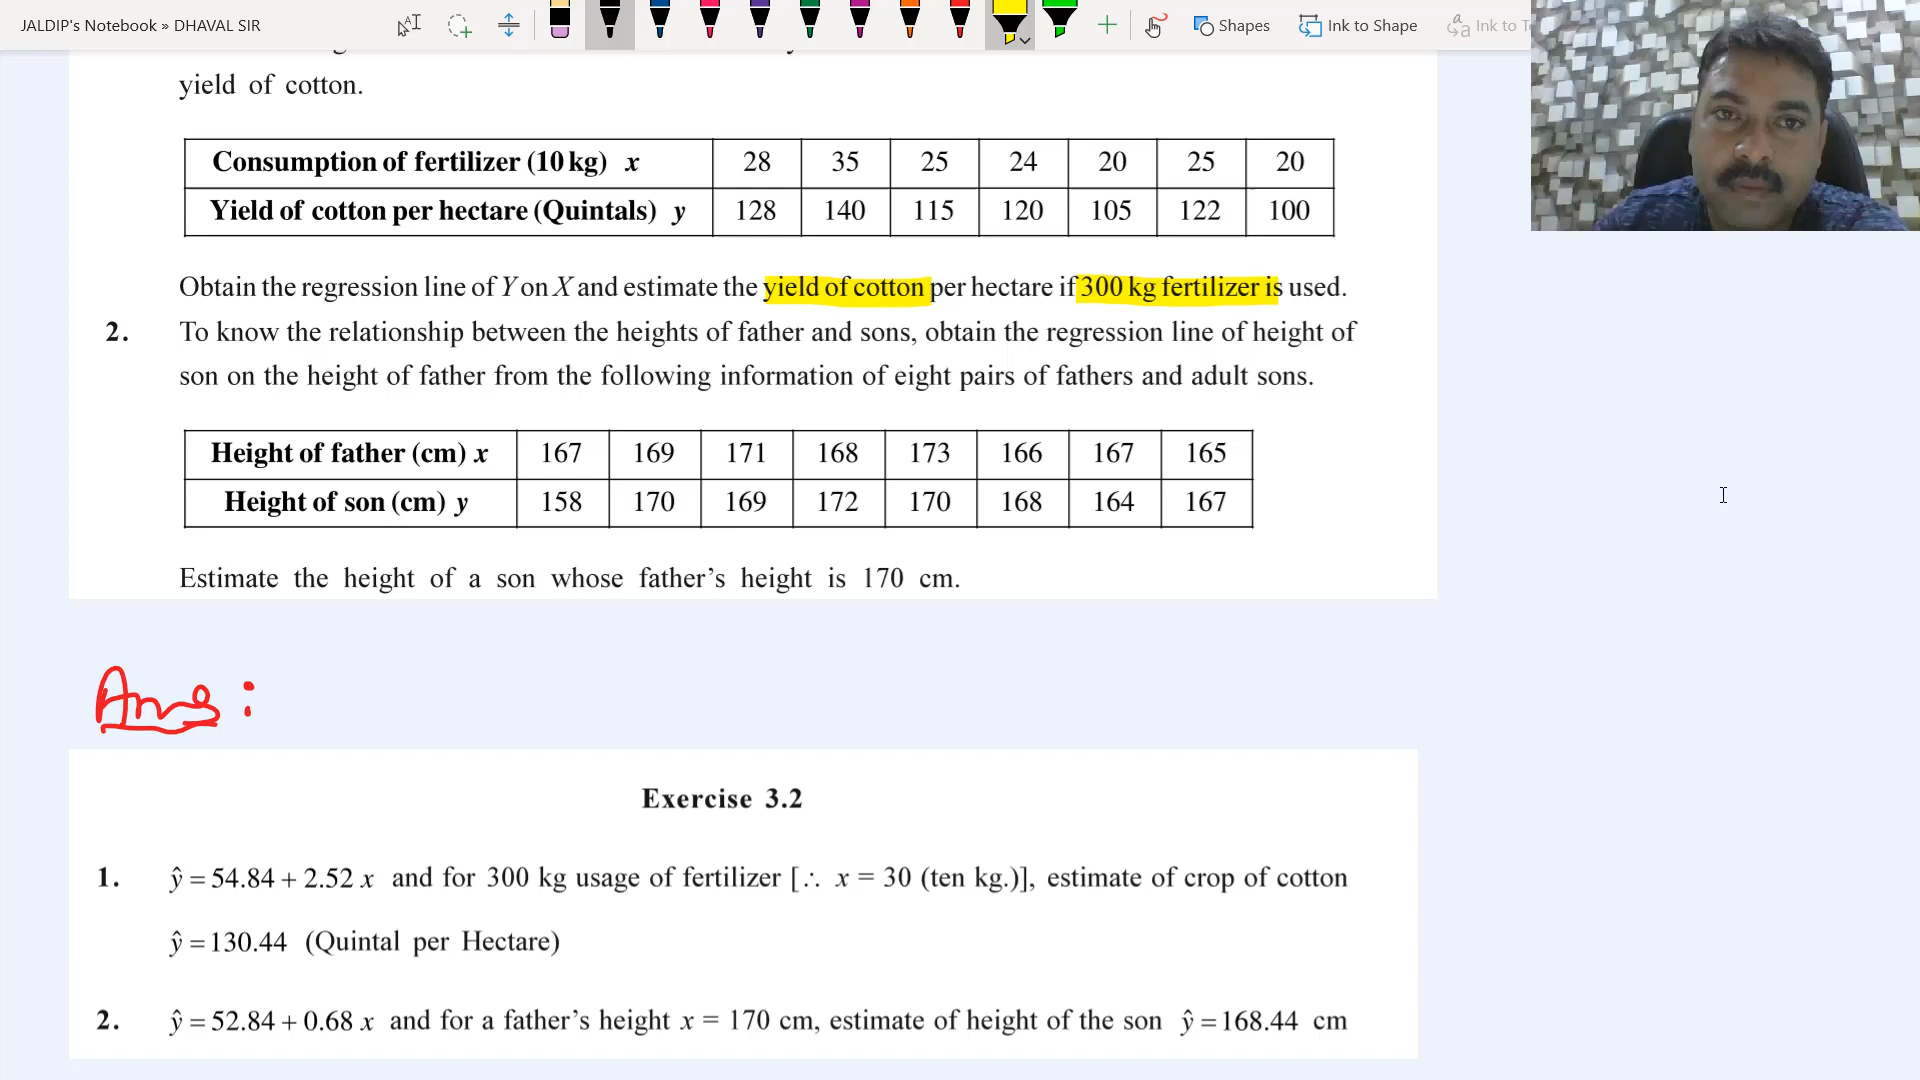 JALDIP's Notebook » DHAVAL SIR
Shapes
Ink to Shape
Ink to T
yield of cotton.
Consumption of fertilizer (10 kg) x 28 35 25 24 20 25 20
Yield of cotton per hectare (Quintals) y 128 140 115 120 105 122 100
Obtain the regression line of Y on X and estimate the yield of cotton per hectare if 300 kg fertilizer is used.
2. To know the relationship between the heights of father and sons, obtain the regression line of height of
son on the height of father from the following information of eight pairs of fathers and adult sons.
Height of father (cm) x 167 169 171 168 173 166 167 165
Height of son (cm) y 158 170 169 172 170 168 164 167
Estimate the height of a son whose father's height is 170 cm.
Ans :
Exercise 3.2
1. ŷ = 54.84 + 2.52 x and for 300 kg usage of fertilizer [∴ x = 30 (ten kg.)], estimate of crop of cotton
ŷ = 130.44 (Quintal per Hectare)
2. ŷ = 52.84 + 0.68 x and for a father's height x = 170 cm, estimate of height of the son ŷ = 168.44 cm